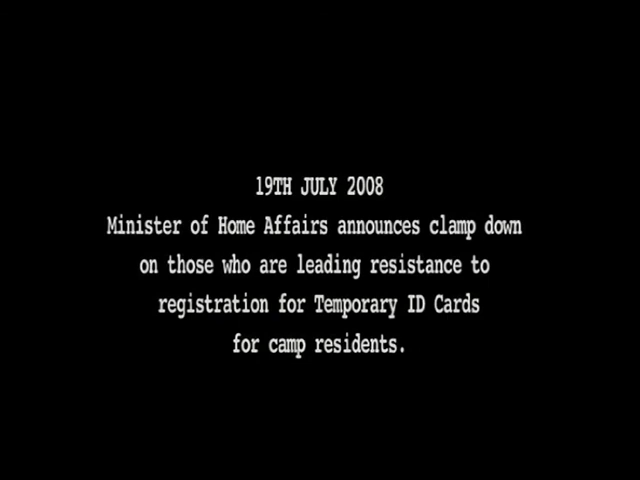 19TH JULY 2008
Minister of Home Affairs announces clamp down
on those who are leading resistance to
registration for Temporary ID Cards
for camp residents.